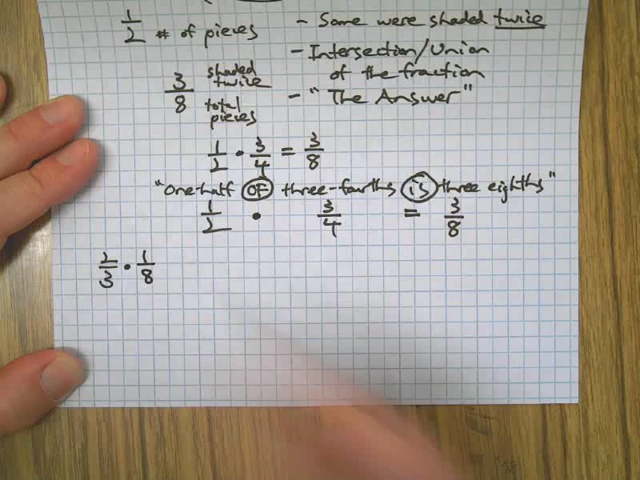 1/2 # of pieces - Some were shaded twice
- Intersection/Union
of the fraction
3/8 shaded twice / total pieces - "The Answer"
1/2 · 3/4 = 3/8
"One-half of three-fourths is three eighths"
1/2 · 3/4 = 3/8
2/3 · 1/8